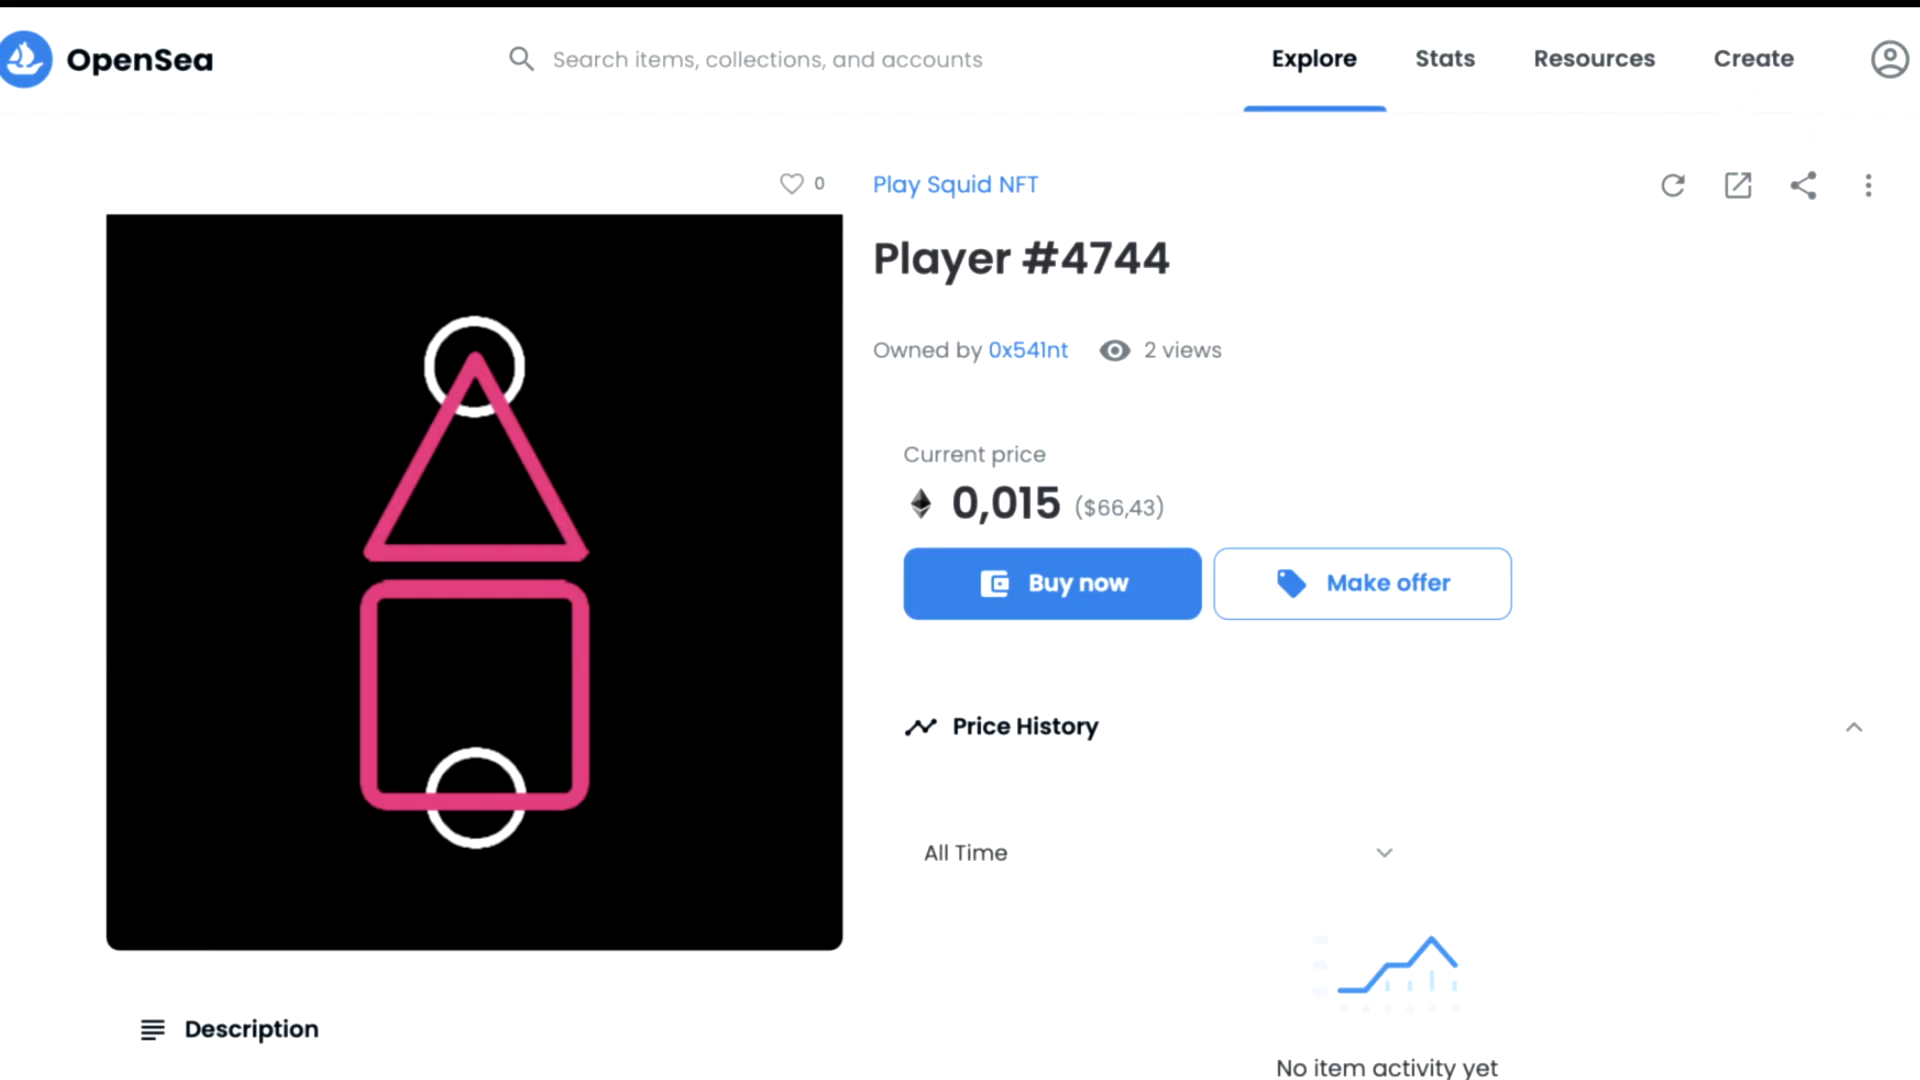 OpenSea
Search items, collections, and accounts
Explore
Stats
Resources
Create
0
Play Squid NFT
Player #4744
Owned by 0x541nt
2 views
Current price
0,015 ($66,43)
Buy now
Make offer
Price History
All Time
No item activity yet
Description